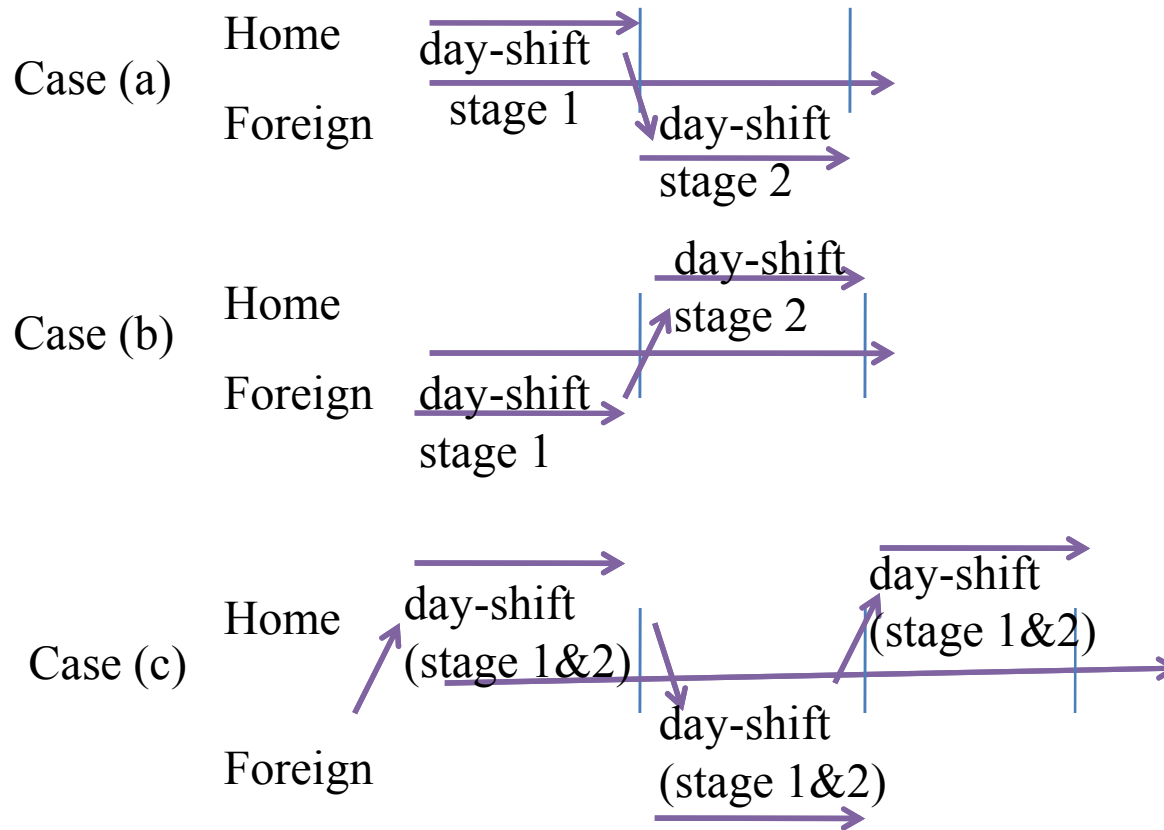 Home
day-shift
Case (a)
stage 1
Foreign
day-shift
stage 2
day-shift
Home
stage 2
Case (b)
Foreign
day-shift
stage 1
day-shift
(stage 1&2)
Home
day-shift
(stage 1&2)
Case (c)
day-shift
(stage 1&2)
Foreign